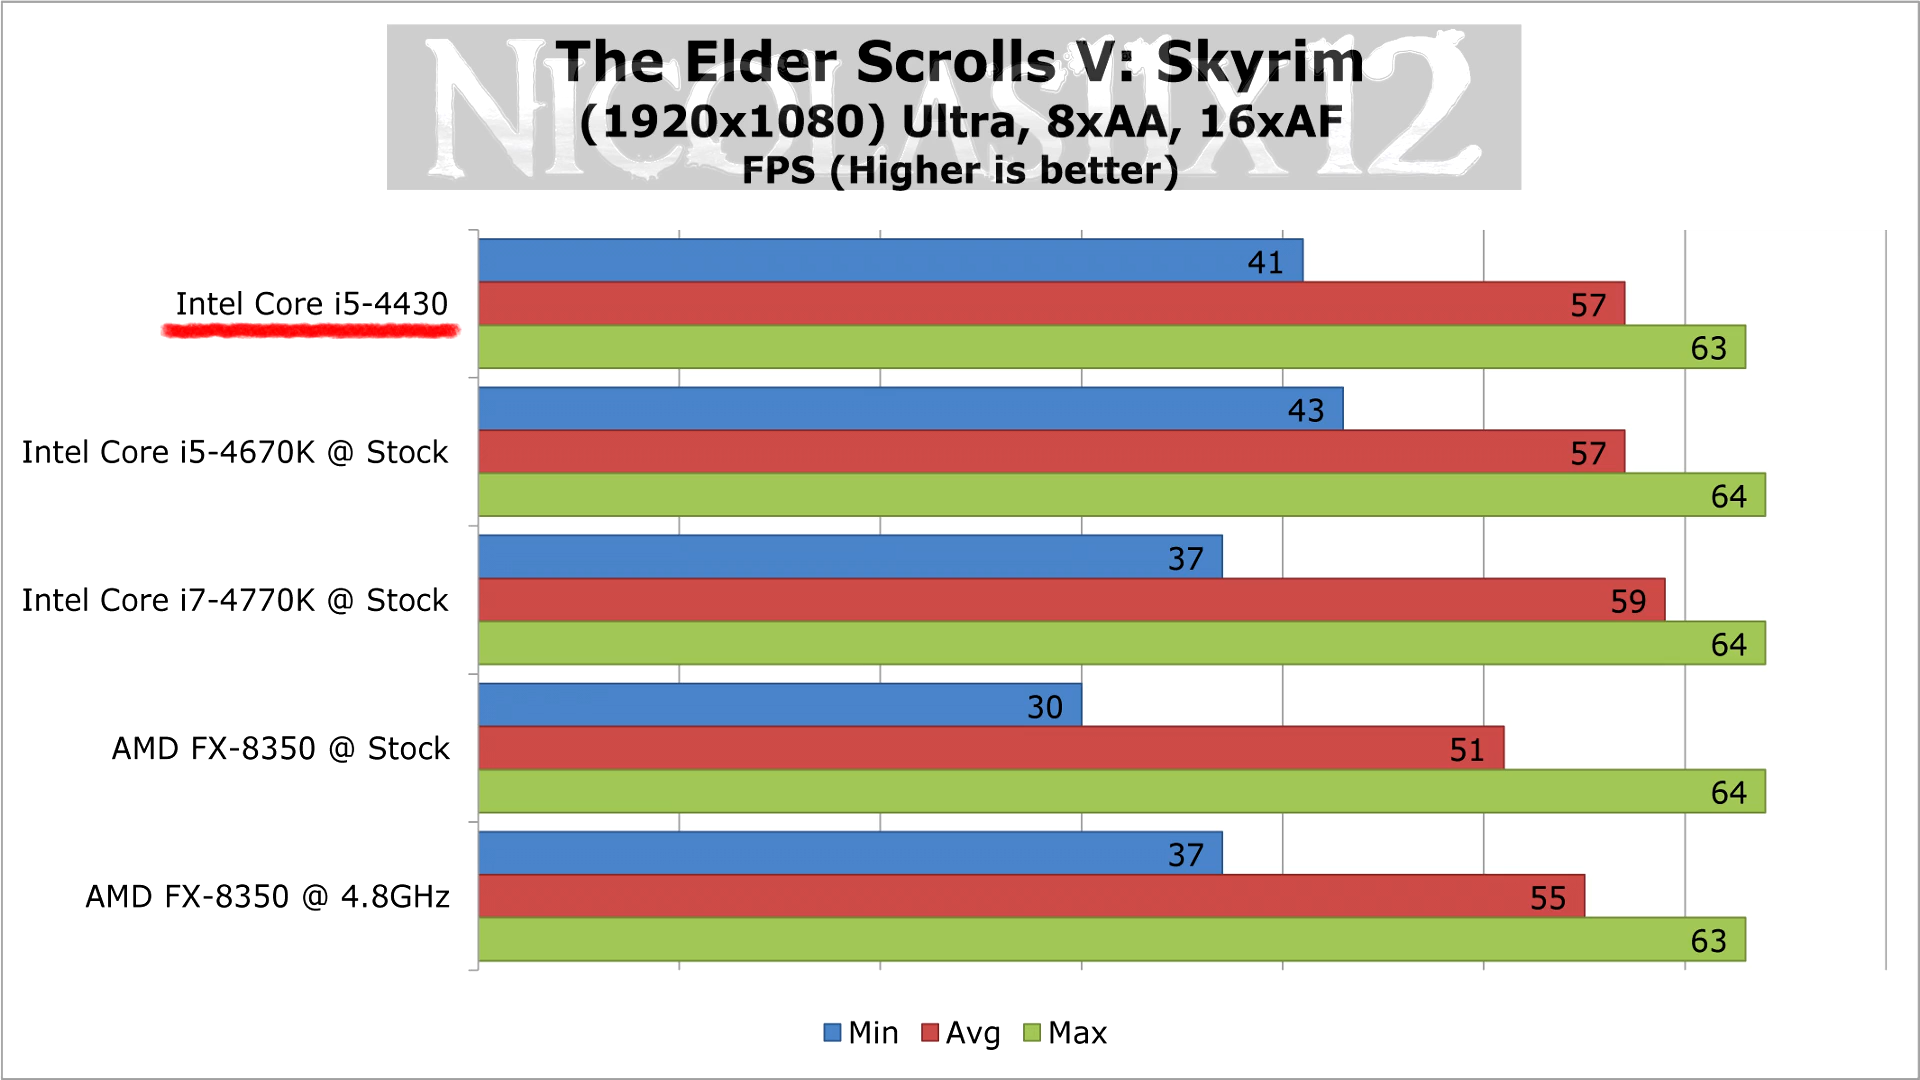 Nicolas11x12
The Elder Scrolls V: Skyrim
(1920x1080) Ultra, 8xAA, 16xAF
FPS (Higher is better)
Intel Core i5-4430
41
57
63
Intel Core i5-4670K @ Stock
43
57
64
Intel Core i7-4770K @ Stock
37
59
64
AMD FX-8350 @ Stock
30
51
64
AMD FX-8350 @ 4.8GHz
37
55
63
Min Avg Max